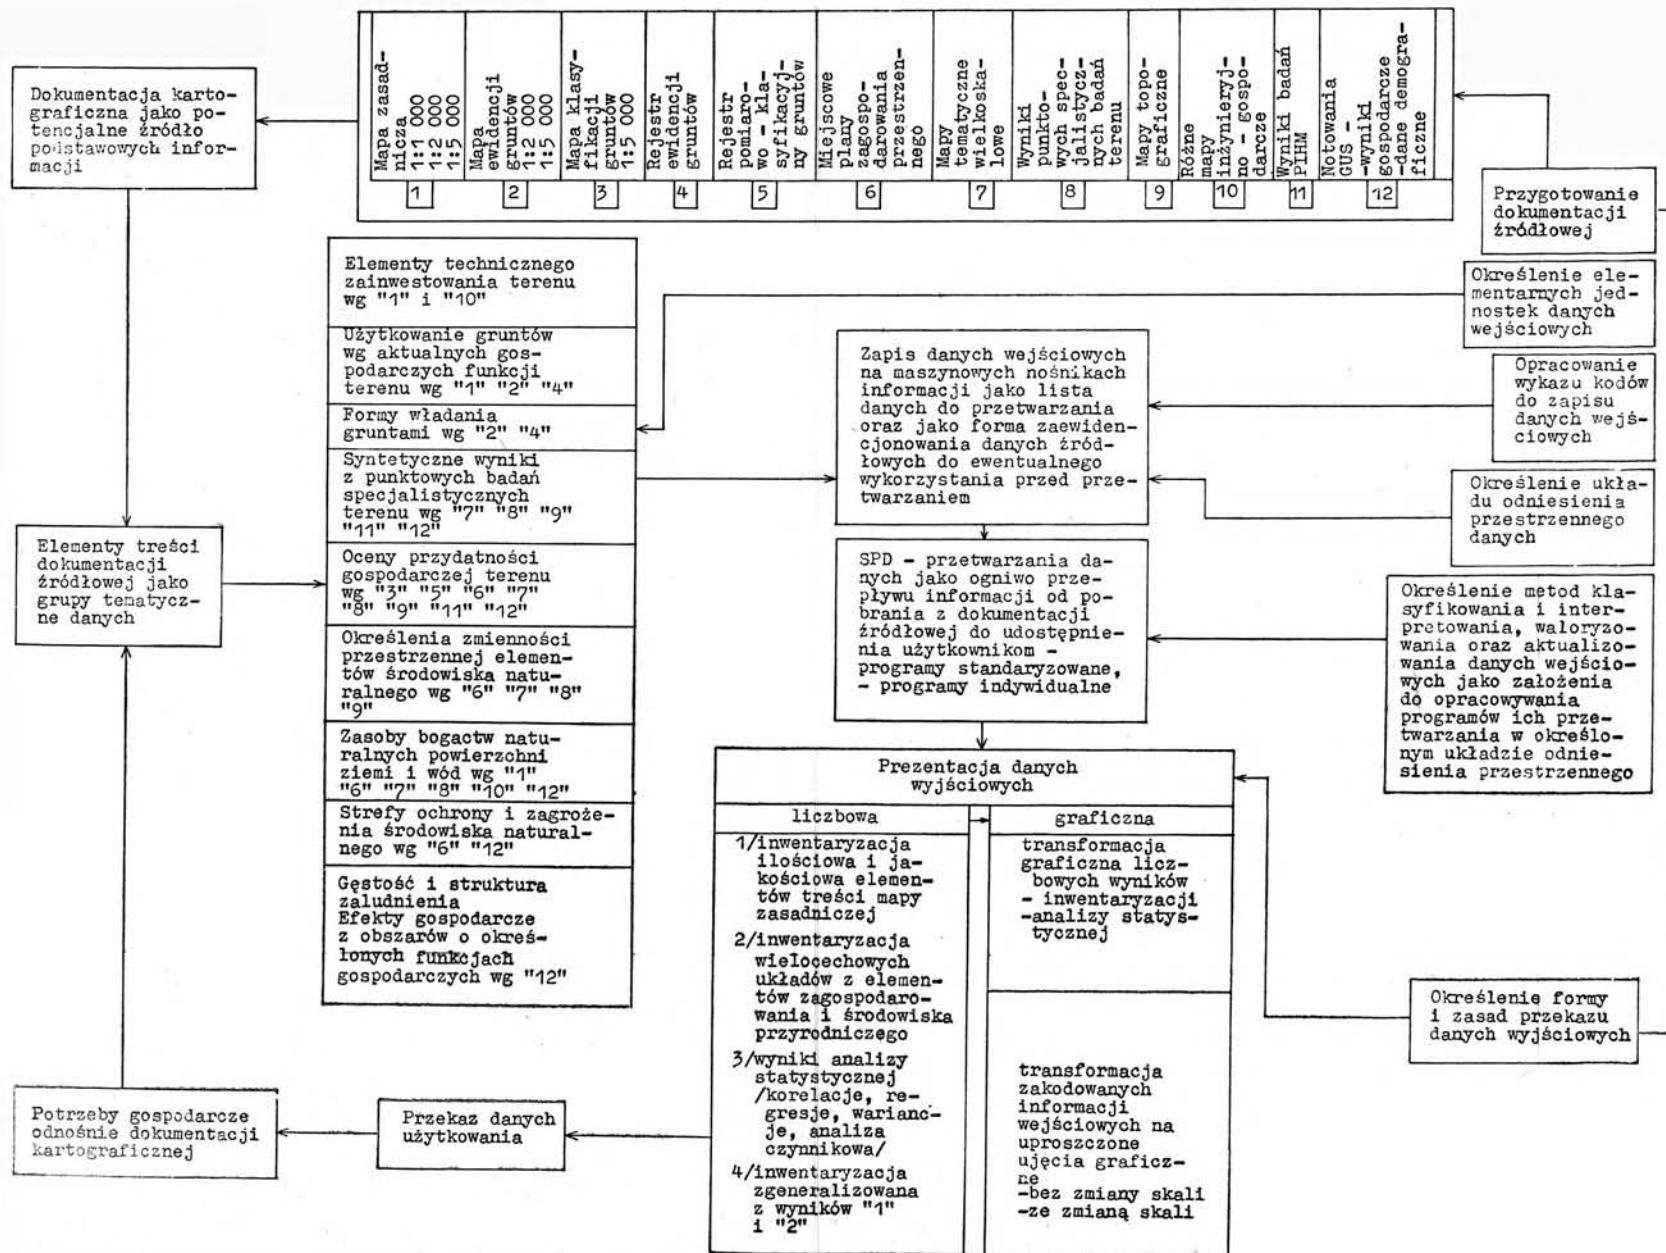 Dokumentacja karto-
graficzna jako po-
tencjalne źródło
podstawowych infor-
macji
Mapa zasad-
nicza
1:1 000
1:2 000
1:5 000
1
Mapa
ewidencji
gruntów
1:2 000
1:5 000
2
Mapa klasy-
fikacji
gruntów
1:5 000
3
Rejestr
ewidencji
gruntów
4
Rejestr
pomiaro-
wo - kla-
syfikacyj-
ny gruntów
5
Miejscowe
plany
zagospo-
darowania
przestrzen-
nego
6
Mapy
tematyczne
wielkoska-
lowe
7
Wyniki
punkto-
wych spec-
jalistycz-
nych badań
terenu
8
Mapy topo-
graficzne
9
Różne
mapy
inżynieryj-
no - gospo-
darcze
10
Wyniki badań
PIHM
11
Notowania
GUS -
-wyniki
gospodarcze
-dane demogra-
ficzne
12
Przygotowanie
dokumentacji
źródłowej
Określenie ele-
mentarnych jed-
nostek danych
wejściowych
Opracowanie
wykazu kodów
do zapisu
danych wejś-
ciowych
Określenie ukła-
du odniesienia
przestrzennego
danych
Określenie metod kla-
syfikowania i inter-
pretowania, waloryzo-
wania oraz aktualizo-
wania danych wejścio-
wych jako założenia
do opracowywania
programów ich prze-
twarzania w określo-
nym układzie odnie-
sienia przestrzennego
Określenie formy
i zasad przekazu
danych wyjściowych
Elementy treści
dokumentacji
źródłowej jako
grupy tematycz-
ne danych
Elementy technicznego
zainwestowania terenu
wg "1" i "10"
Użytkowanie gruntów
wg aktualnych gos-
podarczych funkcji
terenu wg "1" "2" "4"
Formy władania
gruntami wg "2" "4"
Syntetyczne wyniki
z punktowych badań
specjalistycznych
terenu wg "7" "8" "9"
"11" "12"
Oceny przydatności
gospodarczej terenu
wg "3" "5" "6" "7"
"8" "9" "11" "12"
Określenia zmienności
przestrzennej elemen-
tów środowiska natu-
ralnego wg "6" "7" "8"
"9"
Zasoby bogactw natu-
ralnych powierzchni
ziemi i wód wg "1"
"6" "7" "8" "10" "12"
Strefy ochrony i zagroże-
nia środowiska natural-
nego wg "6" "12"
Gęstość i struktura
zaludnienia
Efekty gospodarcze
z obszarów o okreś-
lonych funkcjach
gospodarczych wg "12"
Zapis danych wejściowych
na maszynowych nośnikach
informacji jako lista
danych do przetwarzania
oraz jako forma zaewiden-
cjonowania danych źród-
łowych do ewentualnego
wykorzystania przed prze-
twarzaniem
SPD - przetwarzania da-
nych jako ogniwo prze-
pływu informacji od po-
brania z dokumentacji
źródłowej do udostępnie-
nia użytkownikom -
programy standaryzowane,
- programy indywidualne
Prezentacja danych
wyjściowych
liczbowa
1/inwentaryzacja
ilościowa i ja-
kościowa elemen-
tów treści mapy
zasadniczej
2/inwentaryzacja
wielocechowych
układów z elemen-
tów zagospodaro-
wania i środowiska
przyrodniczego
3/wyniki analizy
statystycznej
/korelacje, re-
gresje, warianc-
je, analiza
czynnikowa/
4/inwentaryzacja
zgeneralizowana
z wyników "1"
i "2"
graficzna
transformacja
graficzna licz-
bowych wyników
- inwentaryzacji
-analizy statys-
tycznej
transformacja
zakodowanych
informacji
wejściowych na
uproszczone
ujęcia graficz-
ne
-bez zmiany skali
-ze zmianą skali
Przekaz danych
użytkowania
Potrzeby gospodarcze
odnośnie dokumentacji
kartograficznej